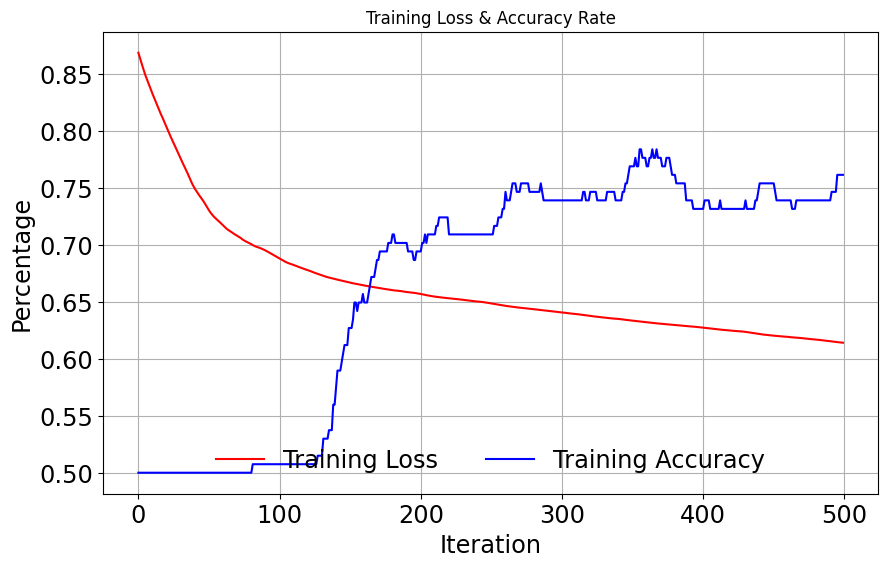 Training Loss & Accuracy Rate
0.85
0.80
0.75
0.70
0.65
0.60
0.55
0.50
Percentage
Training Loss Training Accuracy
0 100 200 300 400 500
Iteration